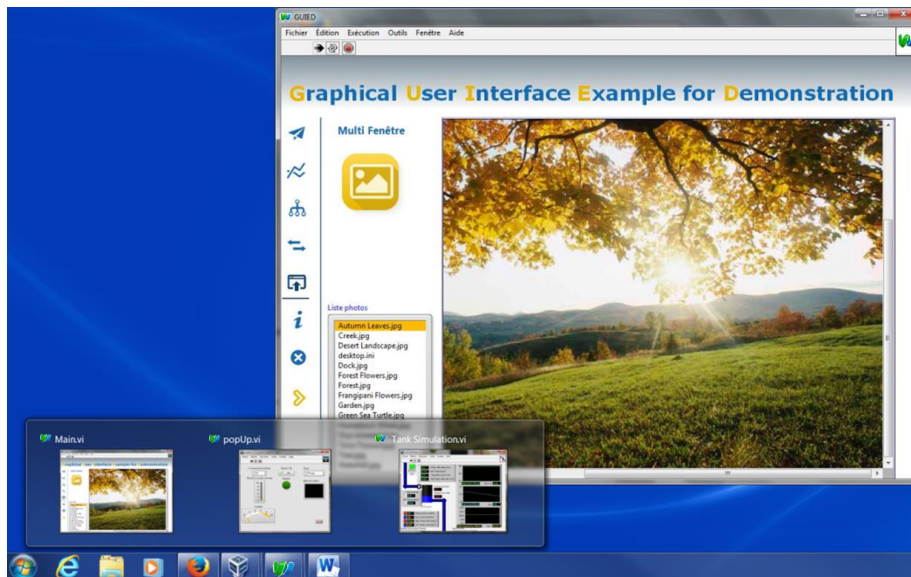 GUIED
Fichier Édition Exécution Outils Fenêtre Aide
Graphical User Interface Example for Demonstration
Multi Fenêtre
Liste photos
Autumn Leaves.jpg
Creek.jpg
Desert Landscape.jpg
desktop.ini
Dock.jpg
Forest Flowers.jpg
Forest.jpg
Frangipani Flowers.jpg
Garden.jpg
Green Sea Turtle.jpg
Main.vi
popUp.vi
Tank Simulation.vi